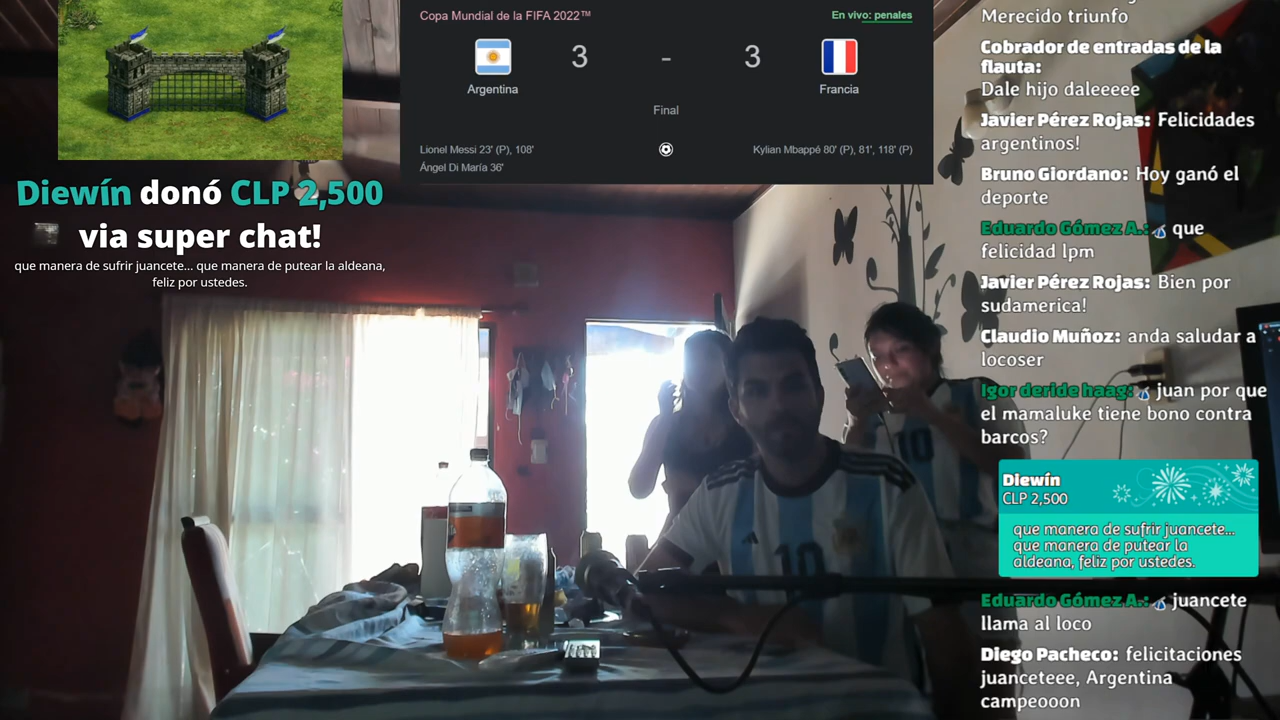 Copa Mundial de la FIFA 2022™
En vivo: penales
3 - 3
Argentina
Francia
Final
Lionel Messi 23' (P), 108'
Ángel Di María 36'
Kylian Mbappé 80' (P), 81', 118' (P)
Diewín donó CLP 2,500
via super chat!
que manera de sufrir juancete... que manera de putear la aldeana,
feliz por ustedes.
10
10
Merecido triunfo
Cobrador de entradas de la
flauta:
Dale hijo daleeeee
Javier Pérez Rojas: Felicidades
argentinos!
Bruno Giordano: Hoy ganó el
deporte
Eduardo Gómez A.: que
felicidad lpm
Javier Pérez Rojas: Bien por
sudamerica!
Claudio Muñoz: anda saludar a
locoser
Igor deride haag: juan por que
el mamaluke tiene bono contra
barcos?
Diewín
CLP 2,500
que manera de sufrir juancete...
que manera de putear la
aldeana, feliz por ustedes.
Eduardo Gómez A.: juancete
llama al loco
Diego Pacheco: felicitaciones
juanceteee, Argentina
campeooon